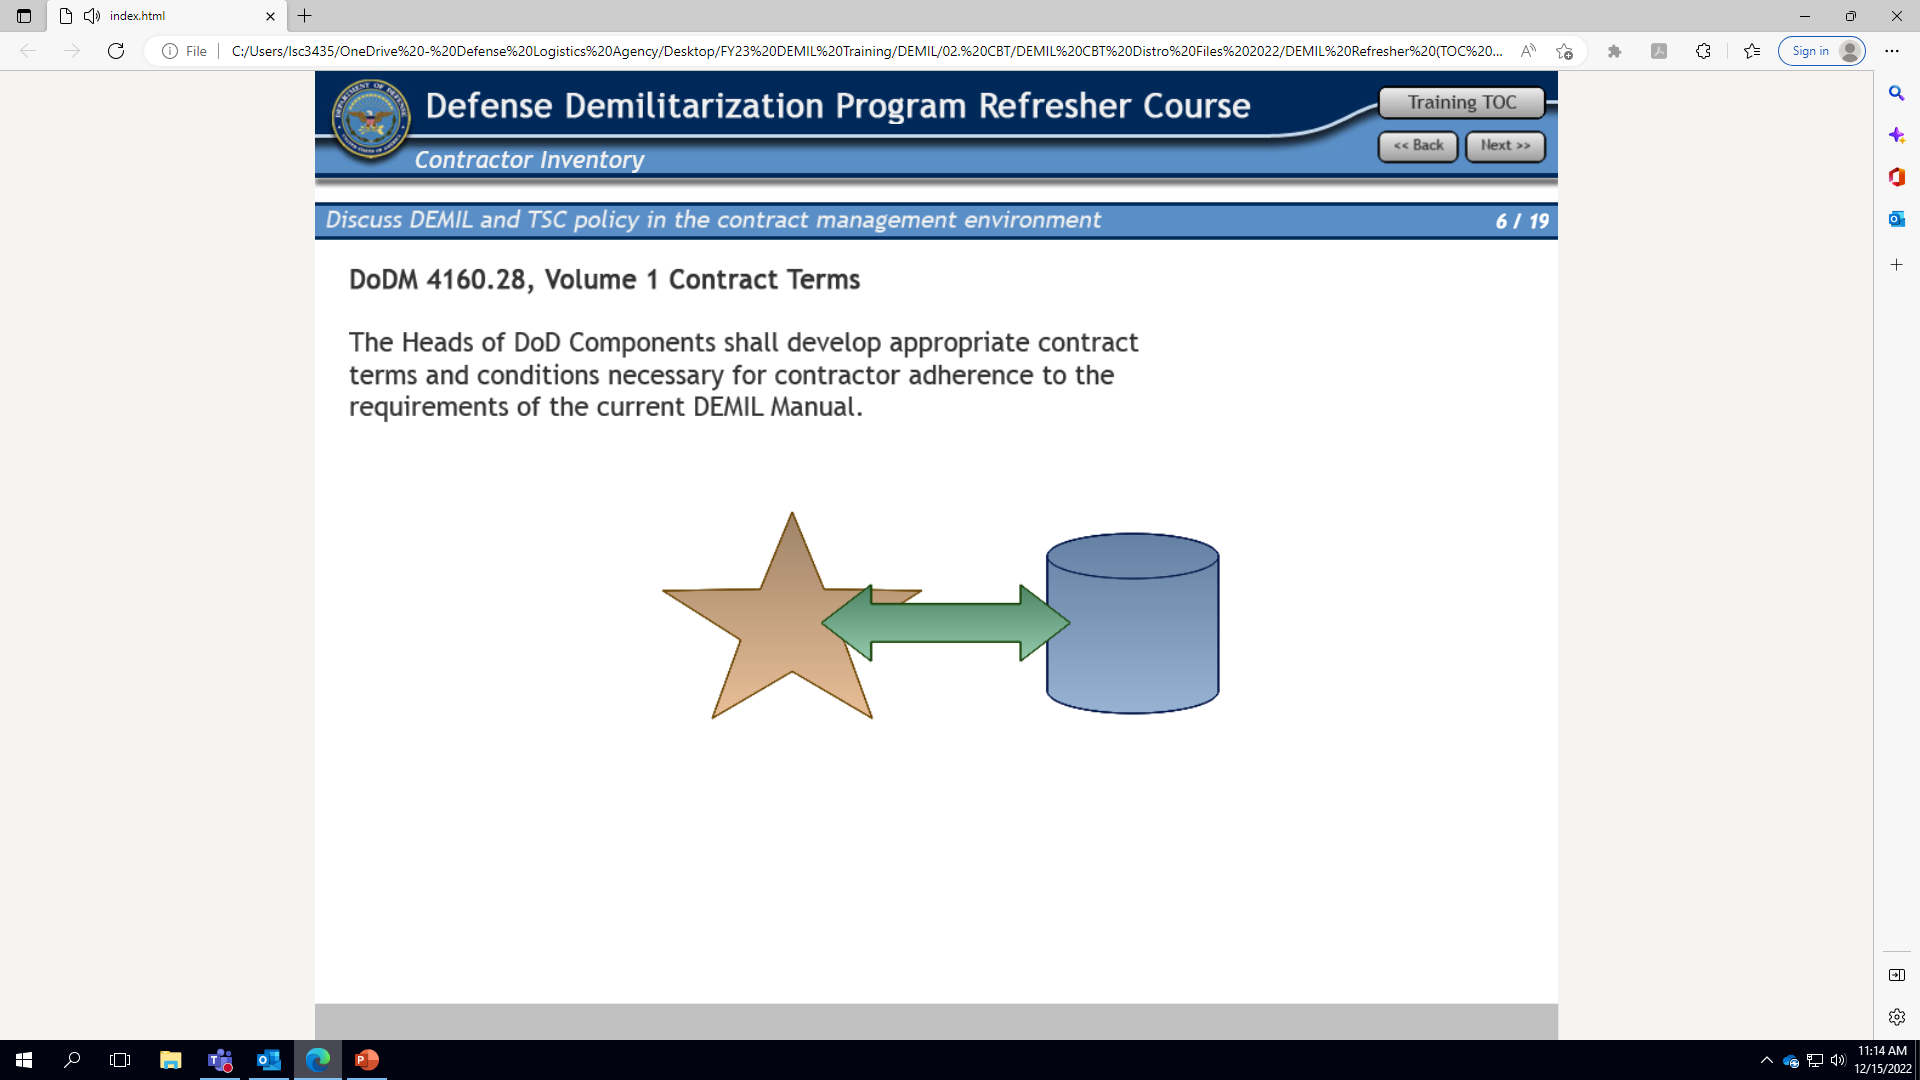 index.html
File
C:/Users/lsc3435/OneDrive%20-%20Defense%20Logistics%20Agency/Desktop/FY23%20DEMIL%20Training/DEMIL/02.%20CBT/DEMIL%20CBT%20Distro%20Files%202022/DEMIL%20Refresher%20(TOC%20...
Sign in
Defense Demilitarization Program Refresher Course
Training TOC
<< Back
Next >>
Contractor Inventory
Discuss DEMIL and TSC policy in the contract management environment
6 / 19
DoDM 4160.28, Volume 1 Contract Terms
The Heads of DoD Components shall develop appropriate contract
terms and conditions necessary for contractor adherence to the
requirements of the current DEMIL Manual.
11:14 AM
12/15/2022